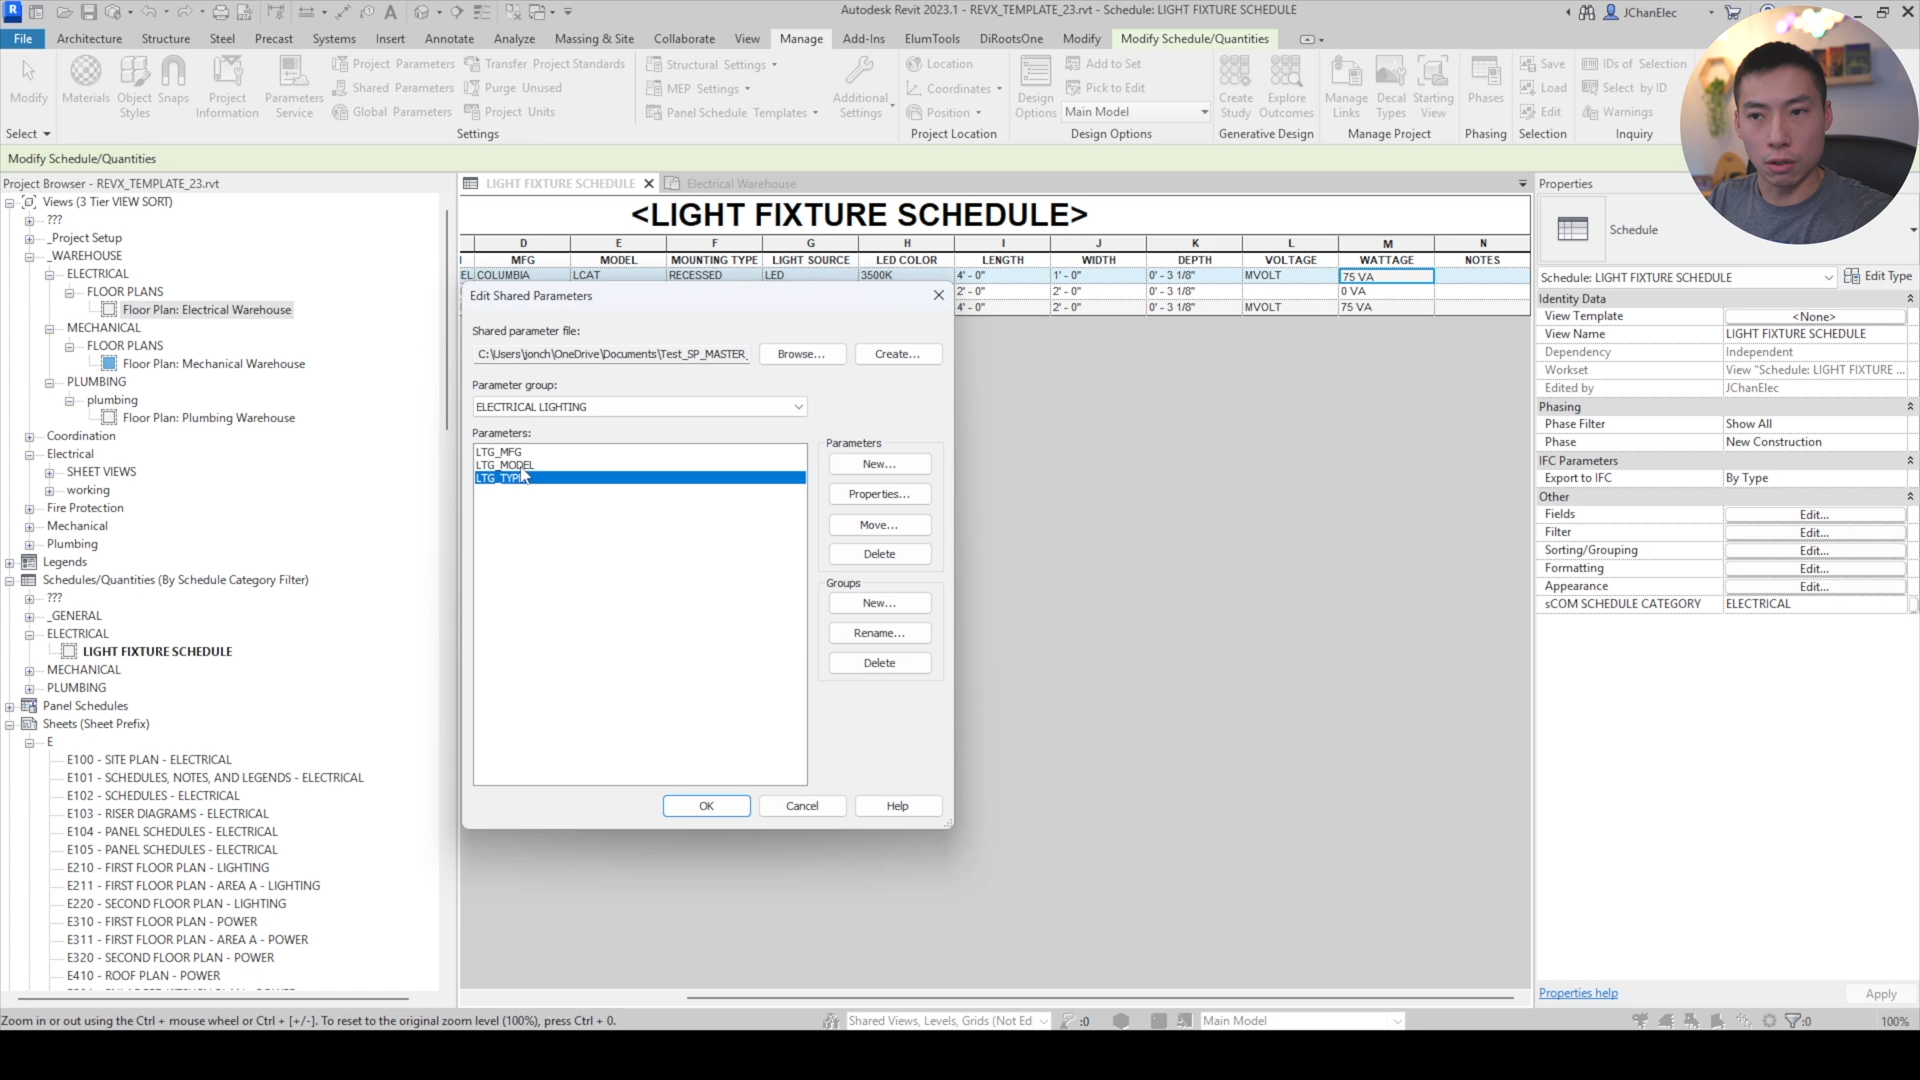 Autodesk Revit 2023.1 - REVX_TEMPLATE_23.rvt - Schedule: LIGHT FIXTURE SCHEDULE
JChanElec
File Architecture Structure Steel Precast Systems Insert Annotate Analyze Massing & Site Collaborate View Manage Add-Ins ElumTools DiRootsOne Modify Modify Schedule/Quantities
Modify
Materials
Object Styles
Snaps
Project Information
Parameters Service
Project Parameters
Shared Parameters
Global Parameters
Transfer Project Standards
Purge Unused
Project Units
Structural Settings
MEP Settings
Panel Schedule Templates
Additional Settings
Location
Coordinates
Position
Design Options
Add to Set
Pick to Edit
Main Model
Create Study
Explore Outcomes
Manage Links
Decal Types
Starting View
Phases
Save
Load
Edit
IDs of Selection
Select by ID
Warnings
Select Settings Project Location Design Options Generative Design Manage Project Phasing Selection Inquiry
Modify Schedule/Quantities
Project Browser - REVX_TEMPLATE_23.rvt
Views (3 Tier VIEW SORT)
???
_Project Setup
_WAREHOUSE
ELECTRICAL
FLOOR PLANS
Floor Plan: Electrical Warehouse
MECHANICAL
FLOOR PLANS
Floor Plan: Mechanical Warehouse
PLUMBING
plumbing
Floor Plan: Plumbing Warehouse
Coordination
Electrical
SHEET VIEWS
working
Fire Protection
Mechanical
Plumbing
Legends
Schedules/Quantities (By Schedule Category Filter)
???
_GENERAL
ELECTRICAL
LIGHT FIXTURE SCHEDULE
MECHANICAL
PLUMBING
Panel Schedules
Sheets (Sheet Prefix)
E
E100 - SITE PLAN - ELECTRICAL
E101 - SCHEDULES, NOTES, AND LEGENDS - ELECTRICAL
E102 - SCHEDULES - ELECTRICAL
E103 - RISER DIAGRAMS - ELECTRICAL
E104 - PANEL SCHEDULES - ELECTRICAL
E105 - PANEL SCHEDULES - ELECTRICAL
E210 - FIRST FLOOR PLAN - LIGHTING
E211 - FIRST FLOOR PLAN - AREA A - LIGHTING
E220 - SECOND FLOOR PLAN - LIGHTING
E310 - FIRST FLOOR PLAN - POWER
E311 - FIRST FLOOR PLAN - AREA A - POWER
E320 - SECOND FLOOR PLAN - POWER
E410 - ROOF PLAN - POWER
LIGHT FIXTURE SCHEDULE
Electrical Warehouse
<LIGHT FIXTURE SCHEDULE>
D E F G H I J K L M N
MFG MODEL MOUNTING TYPE LIGHT SOURCE LED COLOR LENGTH WIDTH DEPTH VOLTAGE WATTAGE NOTES
EL COLUMBIA LCAT RECESSED LED 3500K 4' - 0" 1' - 0" 0' - 3 1/8" MVOLT 75 VA
2' - 0" 2' - 0" 0' - 3 1/8" 0 VA
4' - 0" 2' - 0" 0' - 3 1/8" MVOLT 75 VA
Edit Shared Parameters
Shared parameter file:
C:\Users\jonch\OneDrive\Documents\Test_SP_MASTER_
Browse...
Create...
Parameter group:
ELECTRICAL LIGHTING
Parameters:
LTG_MFG
LTG_MODEL
LTG_TYPE
Parameters
New...
Properties...
Move...
Delete
Groups
New...
Rename...
Delete
OK
Cancel
Help
Properties
Schedule
Schedule: LIGHT FIXTURE SCHEDULE
Edit Type
Identity Data
View Template <None>
View Name LIGHT FIXTURE SCHEDULE
Dependency Independent
Workset View "Schedule: LIGHT FIXTURE ...
Edited by JChanElec
Phasing
Phase Filter Show All
Phase New Construction
IFC Parameters
Export to IFC By Type
Other
Fields Edit...
Filter Edit...
Sorting/Grouping Edit...
Formatting Edit...
Appearance Edit...
sCOM SCHEDULE CATEGORY ELECTRICAL
Properties help
Apply
Zoom in or out using the Ctrl + mouse wheel or Ctrl + [+/-]. To reset to the original zoom level (100%), press Ctrl + 0.
Shared Views, Levels, Grids (Not Ed
:0
Main Model
:0
100%